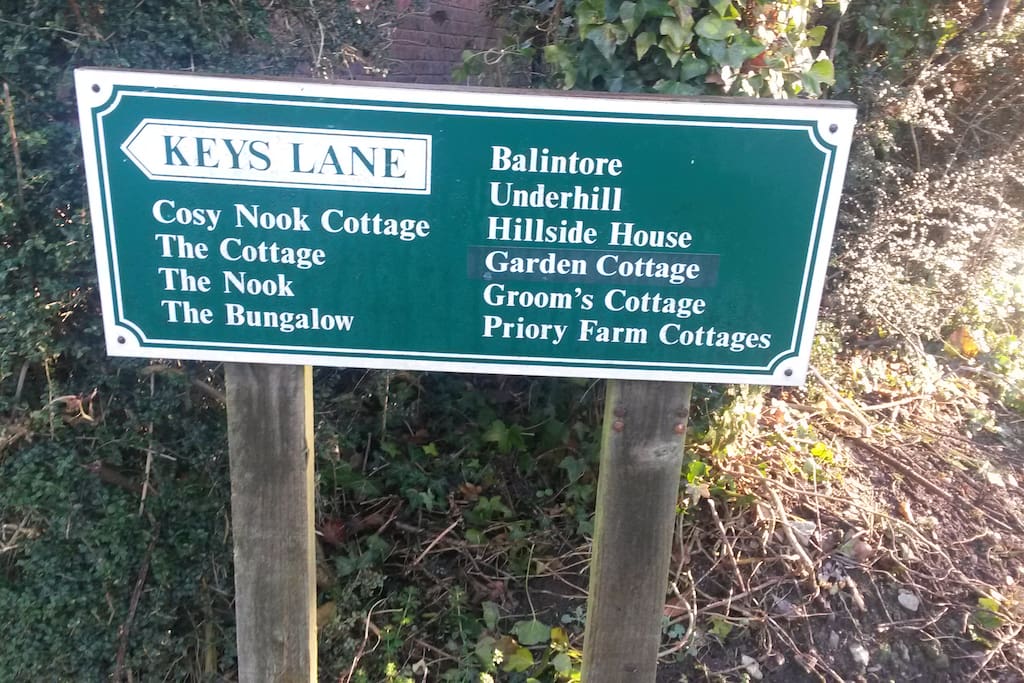 KEYS LANE
Cosy Nook Cottage
The Cottage
The Nook
The Bungalow
Balintore
Underhill
Hillside House
Garden Cottage
Groom's Cottage
Priory Farm Cottages